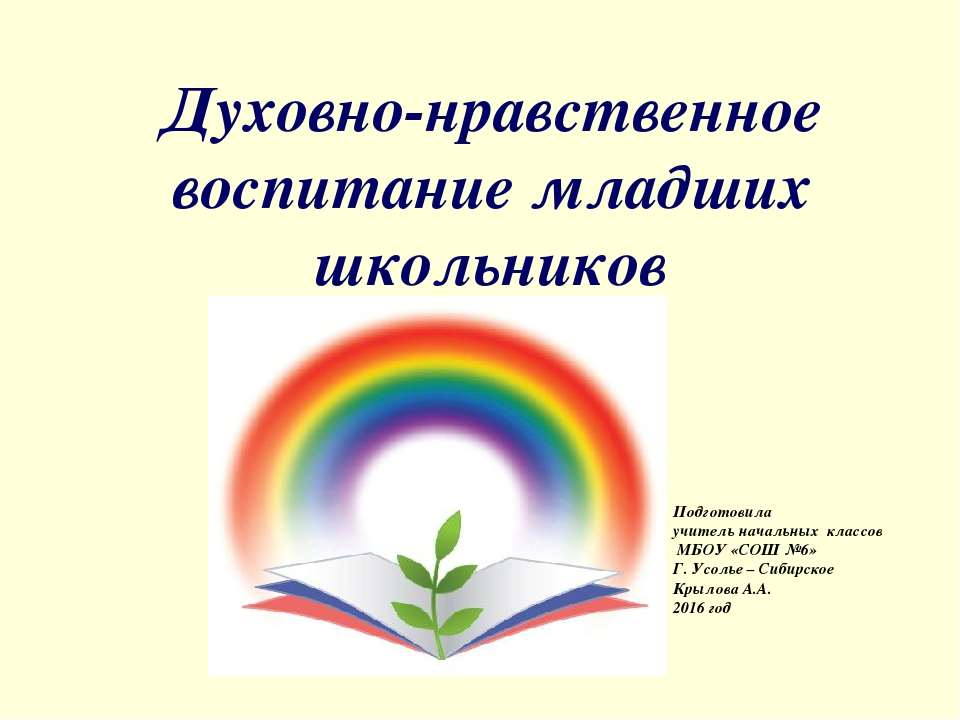 Духовно-нравственное
воспитание младших
школьников
Подготовила
учитель начальных классов
МБОУ «СОШ №6»
Г. Усолье – Сибирское
Крылова А.А.
2016 год